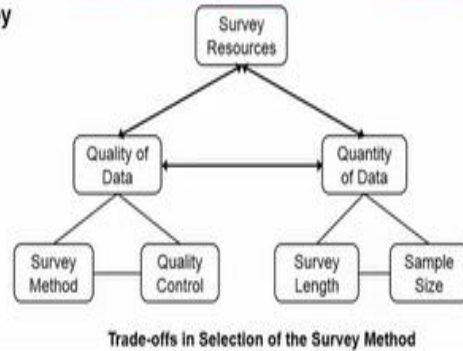 Survey
Resources
Quality of
Data
Quantity
of Data
Survey
Method
Quality
Control
Survey
Length
Sample
Size
Trade-offs in Selection of the Survey Method